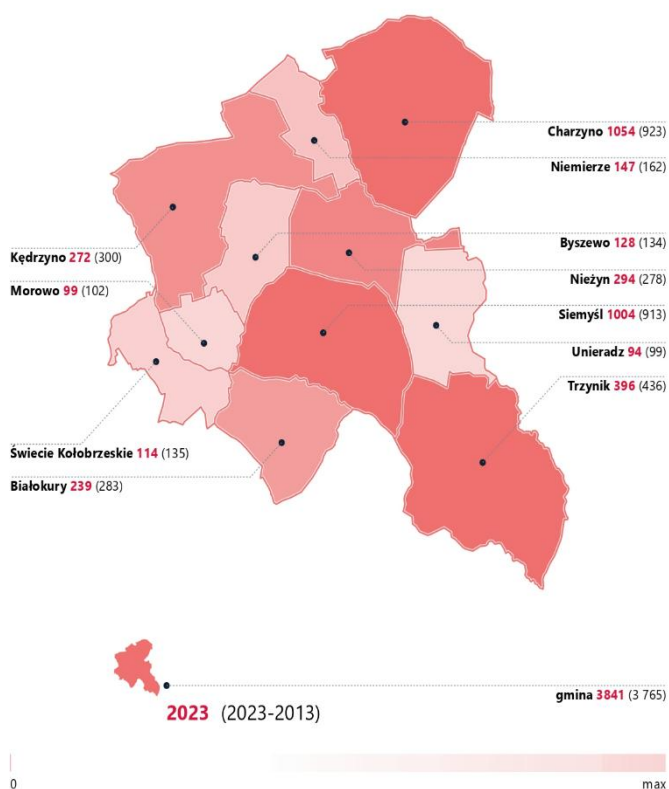 Charzyno 1054 (923)
Niemierze 147 (162)
Byszewo 128 (134)
Kędrzyno 272 (300)
Nieżyn 294 (278)
Morowo 99 (102)
Siemyśl 1004 (913)
Unieradz 94 (99)
Trzynik 396 (436)
Świecie Kołobrzeskie 114 (135)
Białokury 239 (283)
gmina 3841 (3 765)
2023 (2023-2013)
0 max